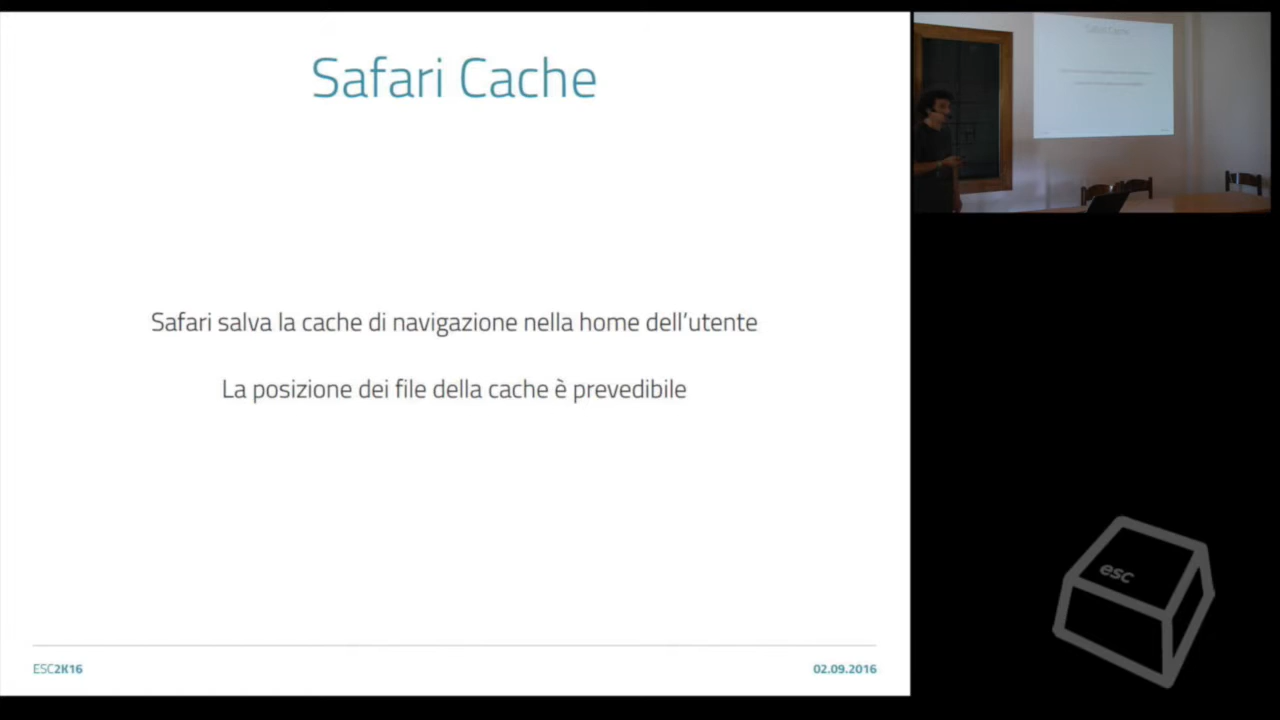 Safari Cache
Safari salva la cache di navigazione nella home dell'utente
La posizione dei file della cache è prevedibile
ESC2K16
02.09.2016
esc